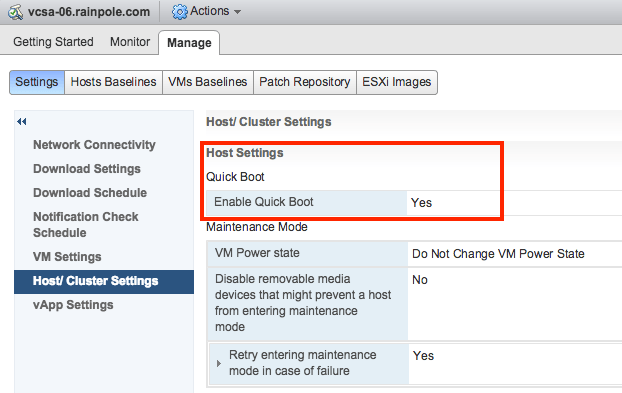 vcsa-06.rainpole.com Actions
Getting Started Monitor Manage
Settings Hosts Baselines VMs Baselines Patch Repository ESXi Images
Network Connectivity
Download Settings
Download Schedule
Notification Check
Schedule
VM Settings
Host/ Cluster Settings
vApp Settings
Host/ Cluster Settings
Host Settings
Quick Boot
Enable Quick Boot Yes
Maintenance Mode
VM Power state Do Not Change VM Power State
Disable removable media No
devices that might prevent a host
from entering maintenance
mode
Retry entering maintenance Yes
mode in case of failure